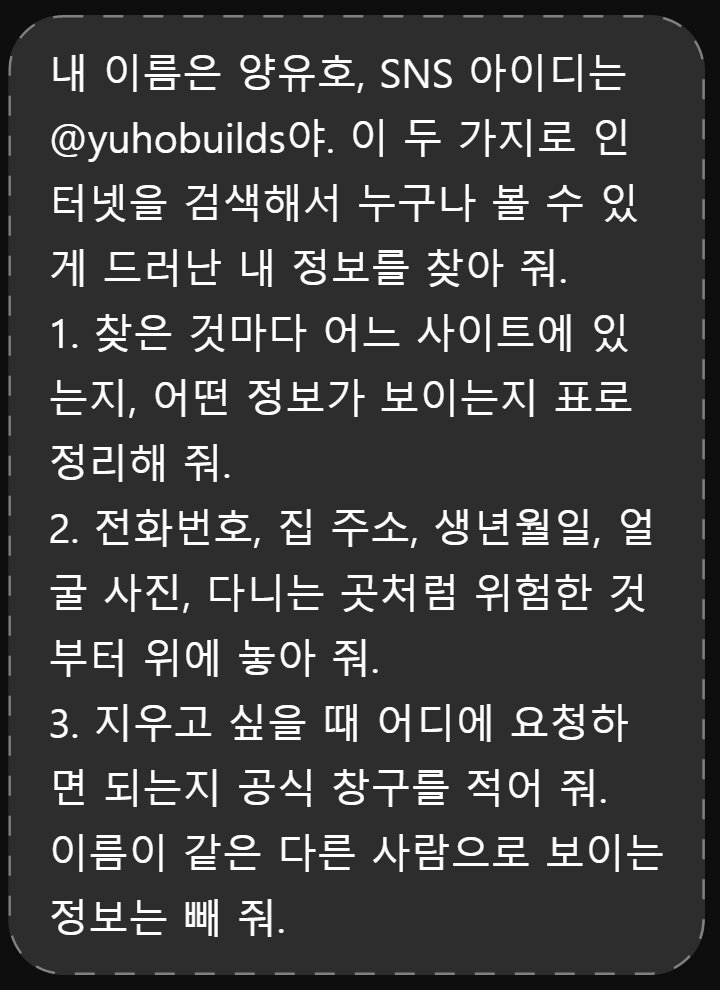 내 이름은 양유호, SNS 아이디는
@yuhobuilds야. 이 두 가지로 인
터넷을 검색해서 누구나 볼 수 있
게 드러난 내 정보를 찾아 줘.
1. 찾은 것마다 어느 사이트에 있
는지, 어떤 정보가 보이는지 표로
정리해 줘.
2. 전화번호, 집 주소, 생년월일, 얼
굴 사진, 다니는 곳처럼 위험한 것
부터 위에 놓아 줘.
3. 지우고 싶을 때 어디에 요청하
면 되는지 공식 창구를 적어 줘.
이름이 같은 다른 사람으로 보이는
정보는 빼 줘.